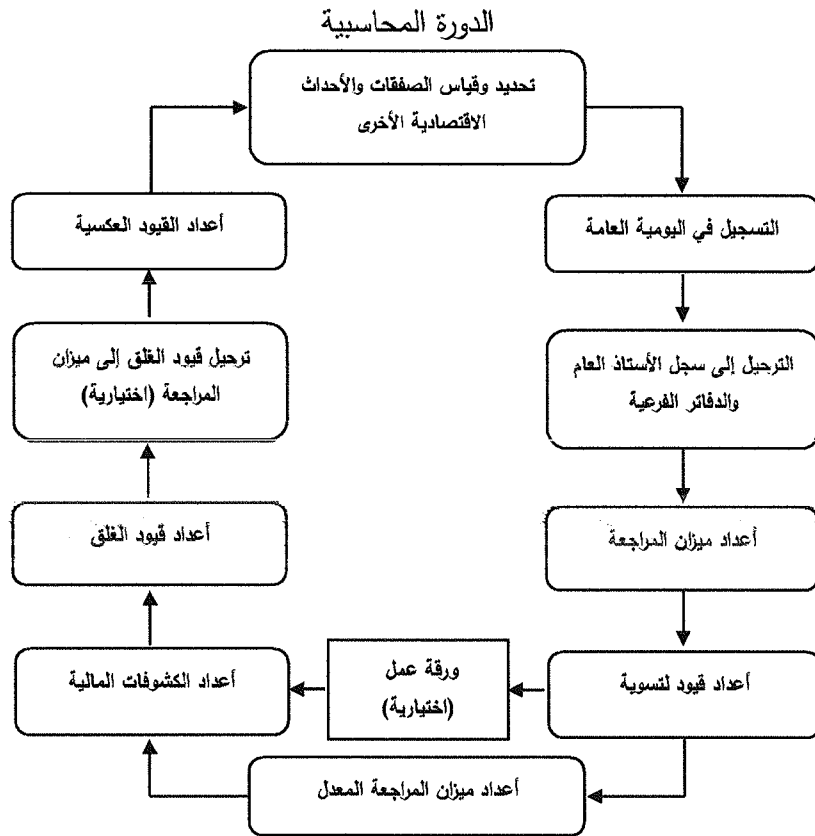 الدورة المحاسبية
تحديد وقياس الصفقات والأحداث
الاقتصادية الأخرى
التسجيل في اليومية العامة
الترحيل إلى سجل الأستاذ العام
والدفاتر الفرعية
أعداد ميزان المراجعة
أعداد قيود لتسوية
ورقة عمل
(اختيارية)
أعداد ميزان المراجعة المعدل
أعداد الكشوفات المالية
أعداد قيود الغلق
ترحيل قيود الغلق إلى ميزان
المراجعة (اختيارية)
أعداد القيود العكسية